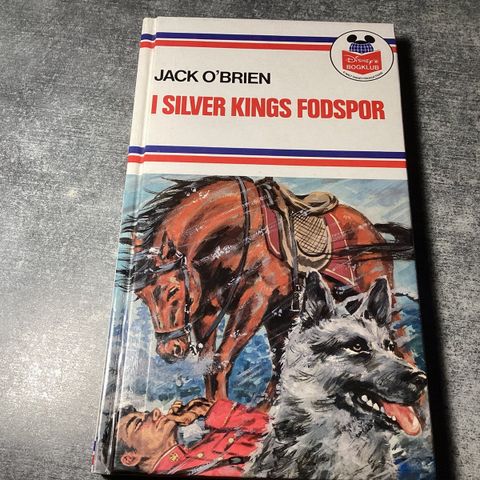 Disney's
BOGKLUB
JACK O'BRIEN
I SILVER KINGS FODSPOR